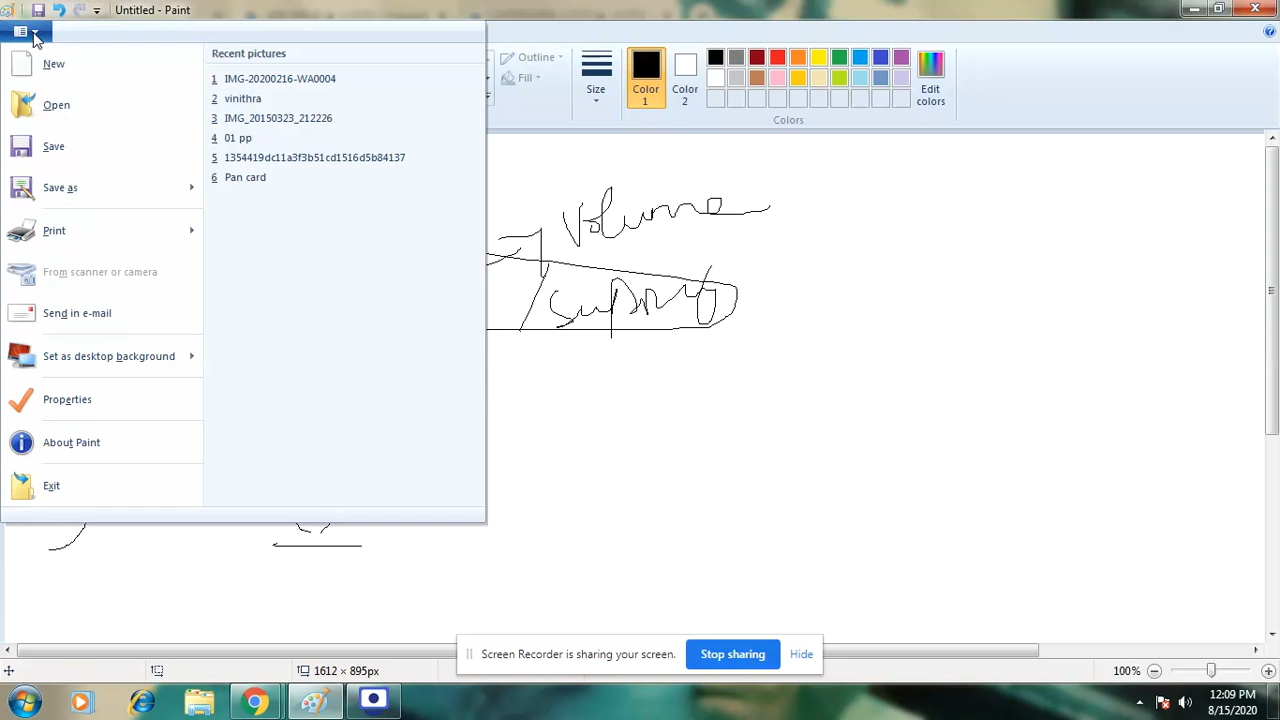 Untitled - Paint
New
Open
Save
Save as
Print
From scanner or camera
Send in e-mail
Set as desktop background
Properties
About Paint
Exit
Recent pictures
1 IMG-20200216-WA0004
2 vinithra
3 IMG_20150323_212226
4 01 pp
5 1354419dc11a3f3b51cd1516d5b84137
6 Pan card
Outline
Fill
Size
Color 1
Color 2
Edit colors
Colors
Volume
Screen Recorder is sharing your screen.
Stop sharing
Hide
1612 × 895px
100%
12:09 PM
8/15/2020